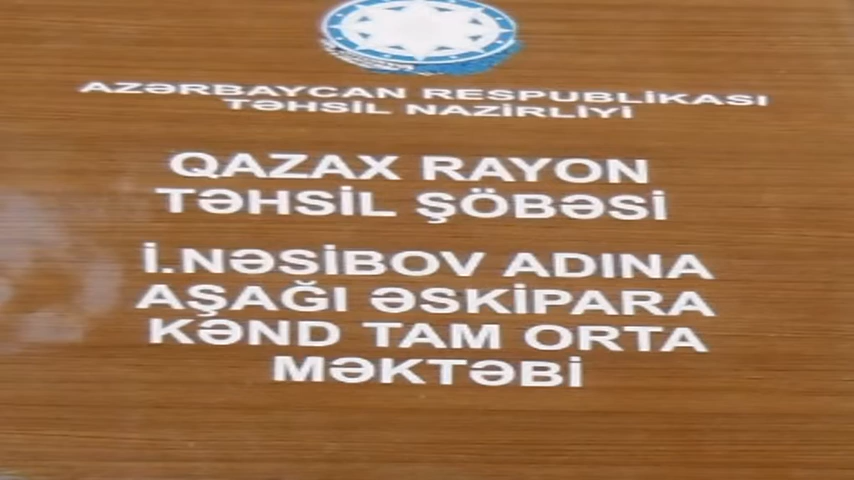 AZƏRBAYCAN RESPUBLİKASI
TƏHSİL NAZİRLİYİ
QAZAX RAYON
TƏHSİL ŞÖBƏSİ
İ.NƏSİBOV ADINA
AŞAĞI ƏSKİPARA
KƏND TAM ORTA
MƏKTƏBİ